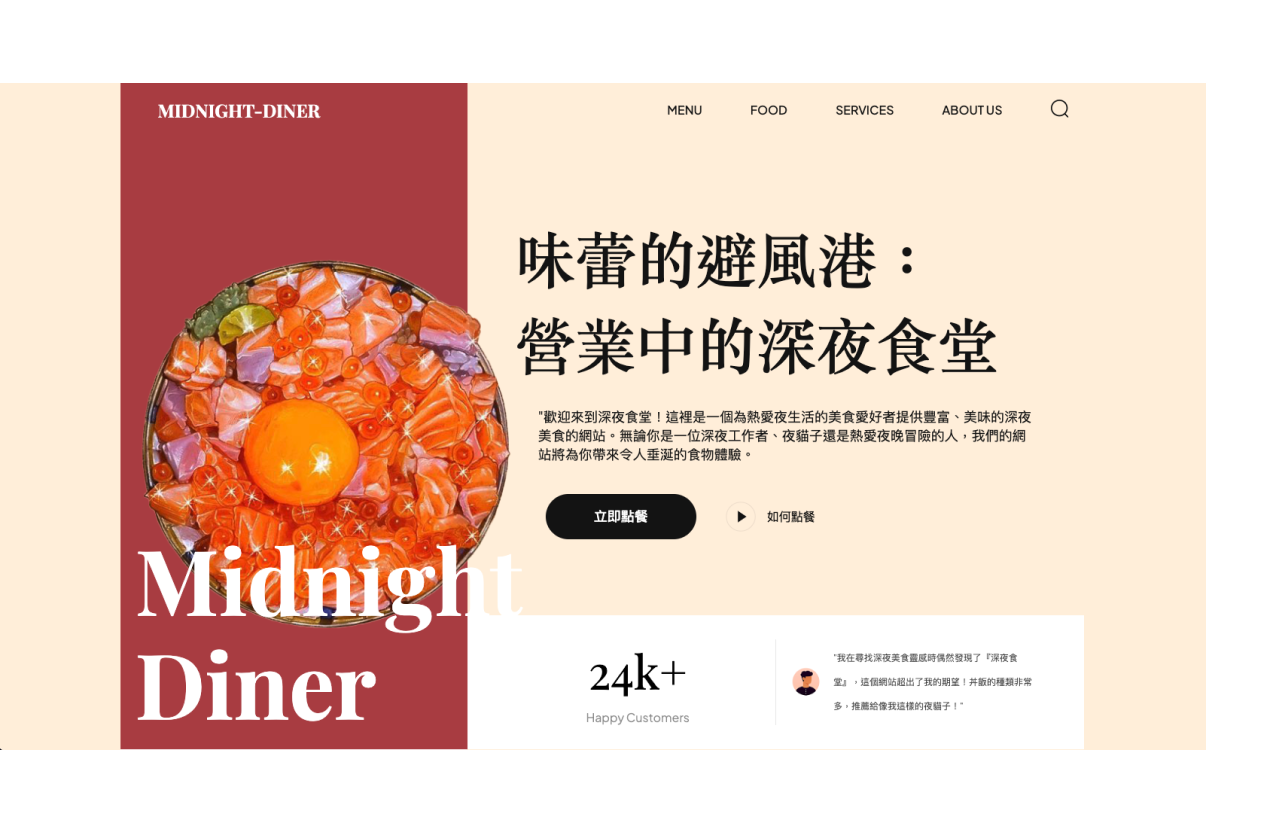 MIDNIGHT-DINER
MENU
FOOD
SERVICES
ABOUT US
味蕾的避風港：
營業中的深夜食堂
"歡迎來到深夜食堂！這裡是一個為熱愛夜生活的美食愛好者提供豐富、美味的深夜
美食的網站。無論你是一位深夜工作者、夜貓子還是熱愛夜晚冒險的人，我們的網
站將為你帶來令人垂涎的食物體驗。
立即點餐
如何點餐
Midnight
Diner
24k+
Happy Customers
"我在尋找深夜美食靈感時偶然發現了『深夜食
堂』，這個網站超出了我的期望！丼飯的種類非常
多，推薦給像我這樣的夜貓子！"